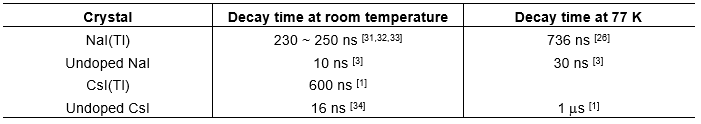 Crystal Decay time at room temperature Decay time at 77 K
NaI(Tl) 230 ~ 250 ns [31,32,33] 736 ns [26]
Undoped NaI 10 ns [3] 30 ns [3]
CsI(Tl) 600 ns [1]
Undoped CsI 16 ns [34] 1 μs [1]